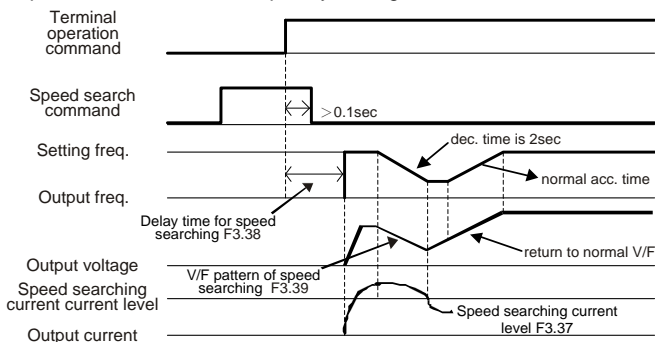 Terminal
operation
command
Speed search
command
>0.1sec
Setting freq.
dec. time is 2sec
normal acc. time
Output freq.
Delay time for speed
searching F3.38
return to normal V/F
Output voltage
V/F pattern of speed
searching F3.39
Speed searching
current current level
Speed searching current
level F3.37
Output current